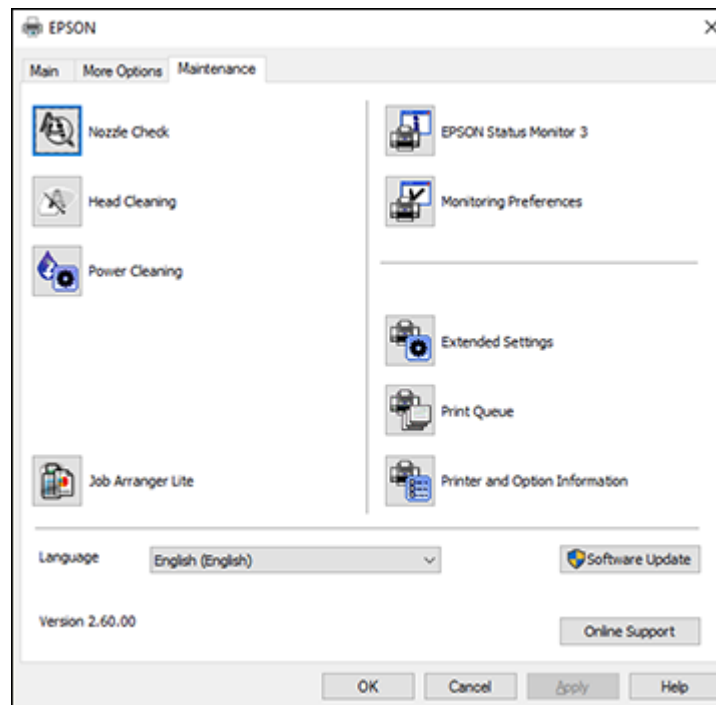 EPSON
Main More Options Maintenance
Nozzle Check
Head Cleaning
Power Cleaning
Job Arranger Lite
EPSON Status Monitor 3
Monitoring Preferences
Extended Settings
Print Queue
Printer and Option Information
Language English (English) Software Update
Version 2.60.00
Online Support
OK Cancel Apply Help